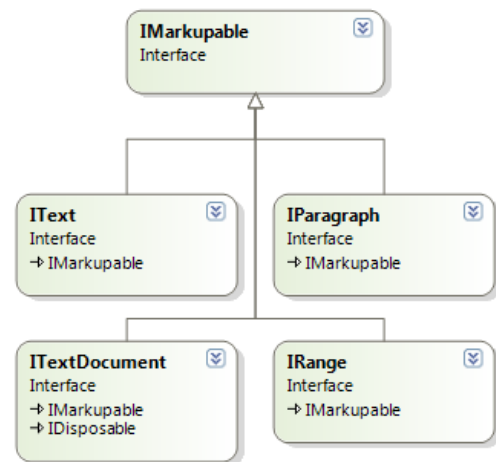 IMarkupable
Interface
IText
Interface
IMarkupable
IParagraph
Interface
IMarkupable
ITextDocument
Interface
IMarkupable
IDisposable
IRange
Interface
IMarkupable